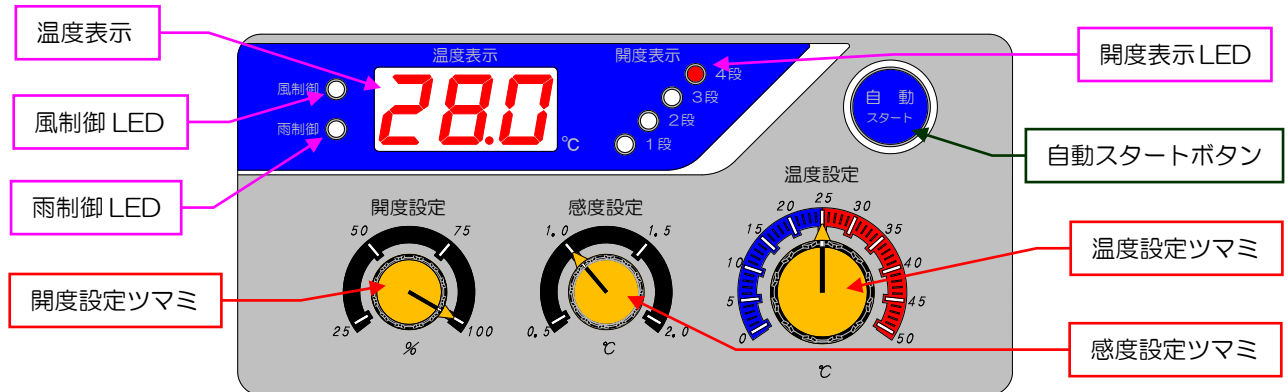 温度表示
風制御 LED
雨制御 LED
開度設定ツマミ
温度表示
風制御
雨制御
28.0
℃
開度表示
4段
3段
2段
1段
自 動
スタート
開度設定
25
50
75
100
%
感度設定
0.5
1.0
1.5
2.0
℃
温度設定
0
5
10
15
20
25
30
35
40
45
50
℃
開度表示 LED
自動スタートボタン
温度設定ツマミ
感度設定ツマミ